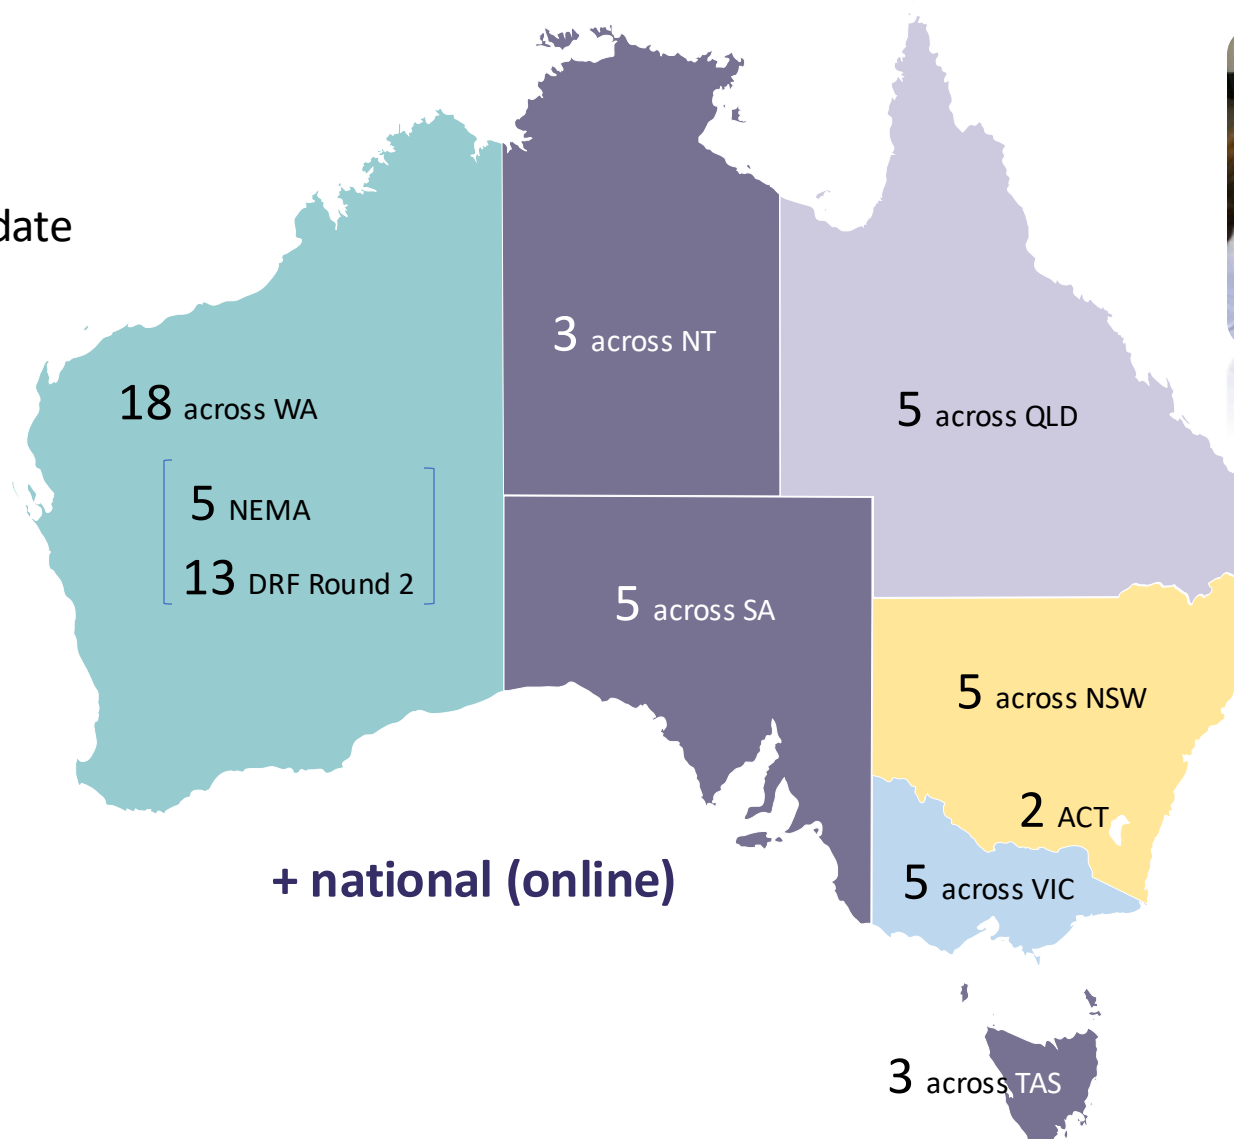 date
3 across NT
18 across WA
5 across QLD
5 NEMA
13 DRF Round 2
5 across SA
5 across NSW
2 ACT
+ national (online)
5 across VIC
3 across TAS